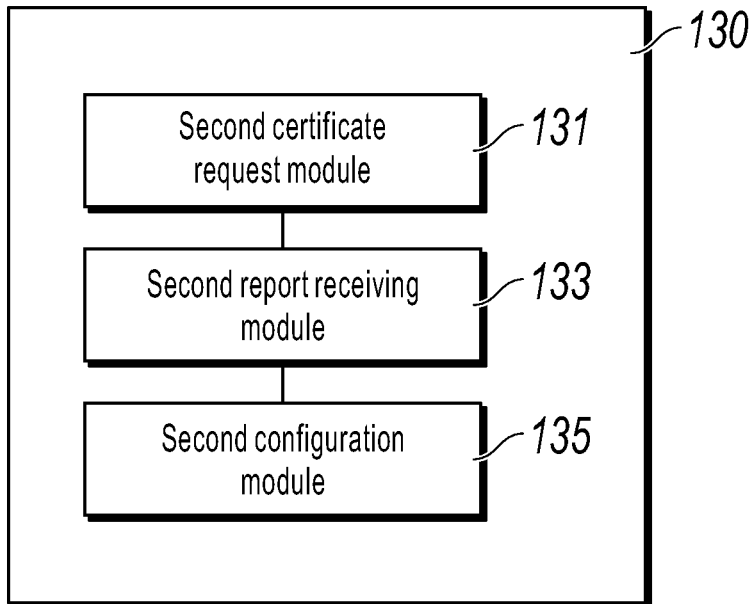 130
Second certificate
request module
131
Second report receiving
module
133
Second configuration
module
135